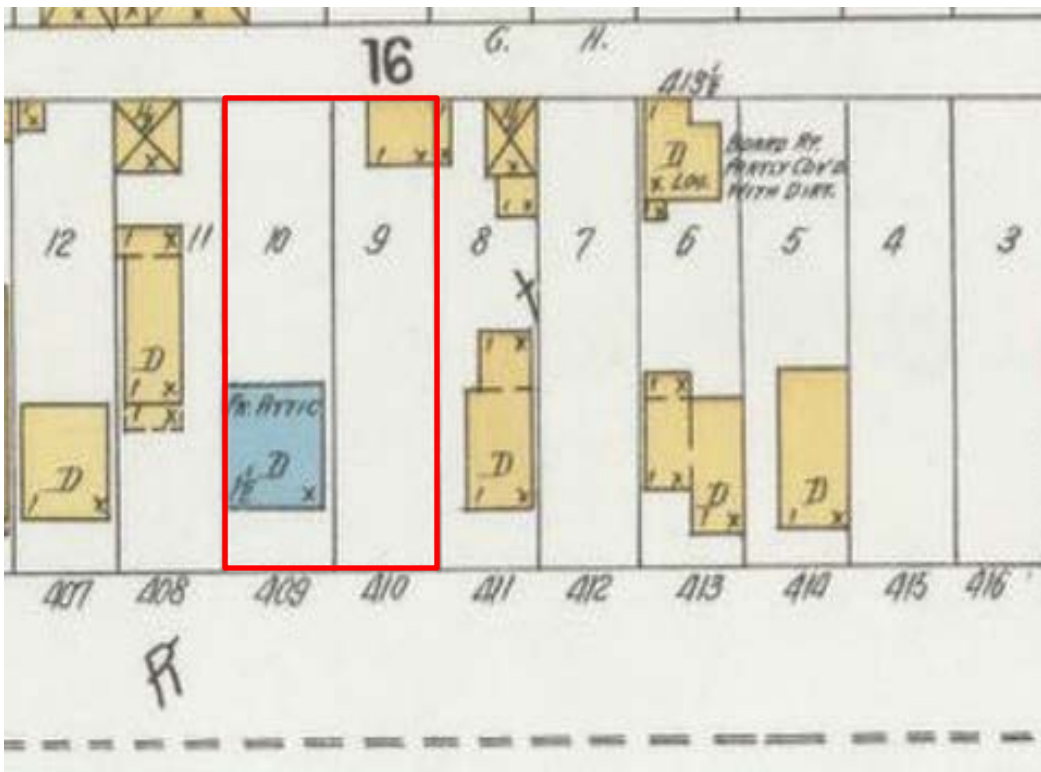 G. H.
16
413½
BOARD RF.
PARTLY COV'D.
WITH DIRT.
D
X LOG.
12 11 10 9 8 7 6 5 4 3
FR. ATTIC
D D 1½ D D D D
407 408 409 410 411 412 413 414 415 416